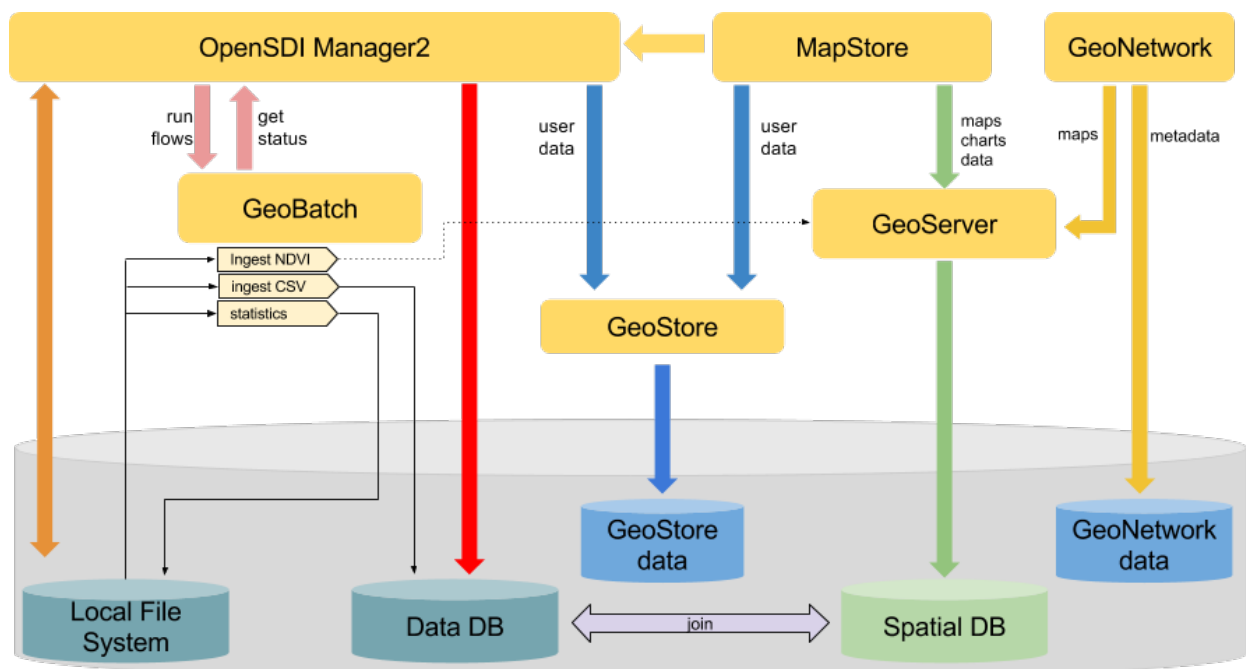 OpenSDI Manager2
MapStore
GeoNetwork
run
flows
get
status
user
data
user
data
maps
charts
data
maps
metadata
GeoBatch
GeoServer
Ingest NDVI
ingest CSV
statistics
GeoStore
GeoStore
data
GeoNetwork
data
Local File
System
Data DB
join
Spatial DB